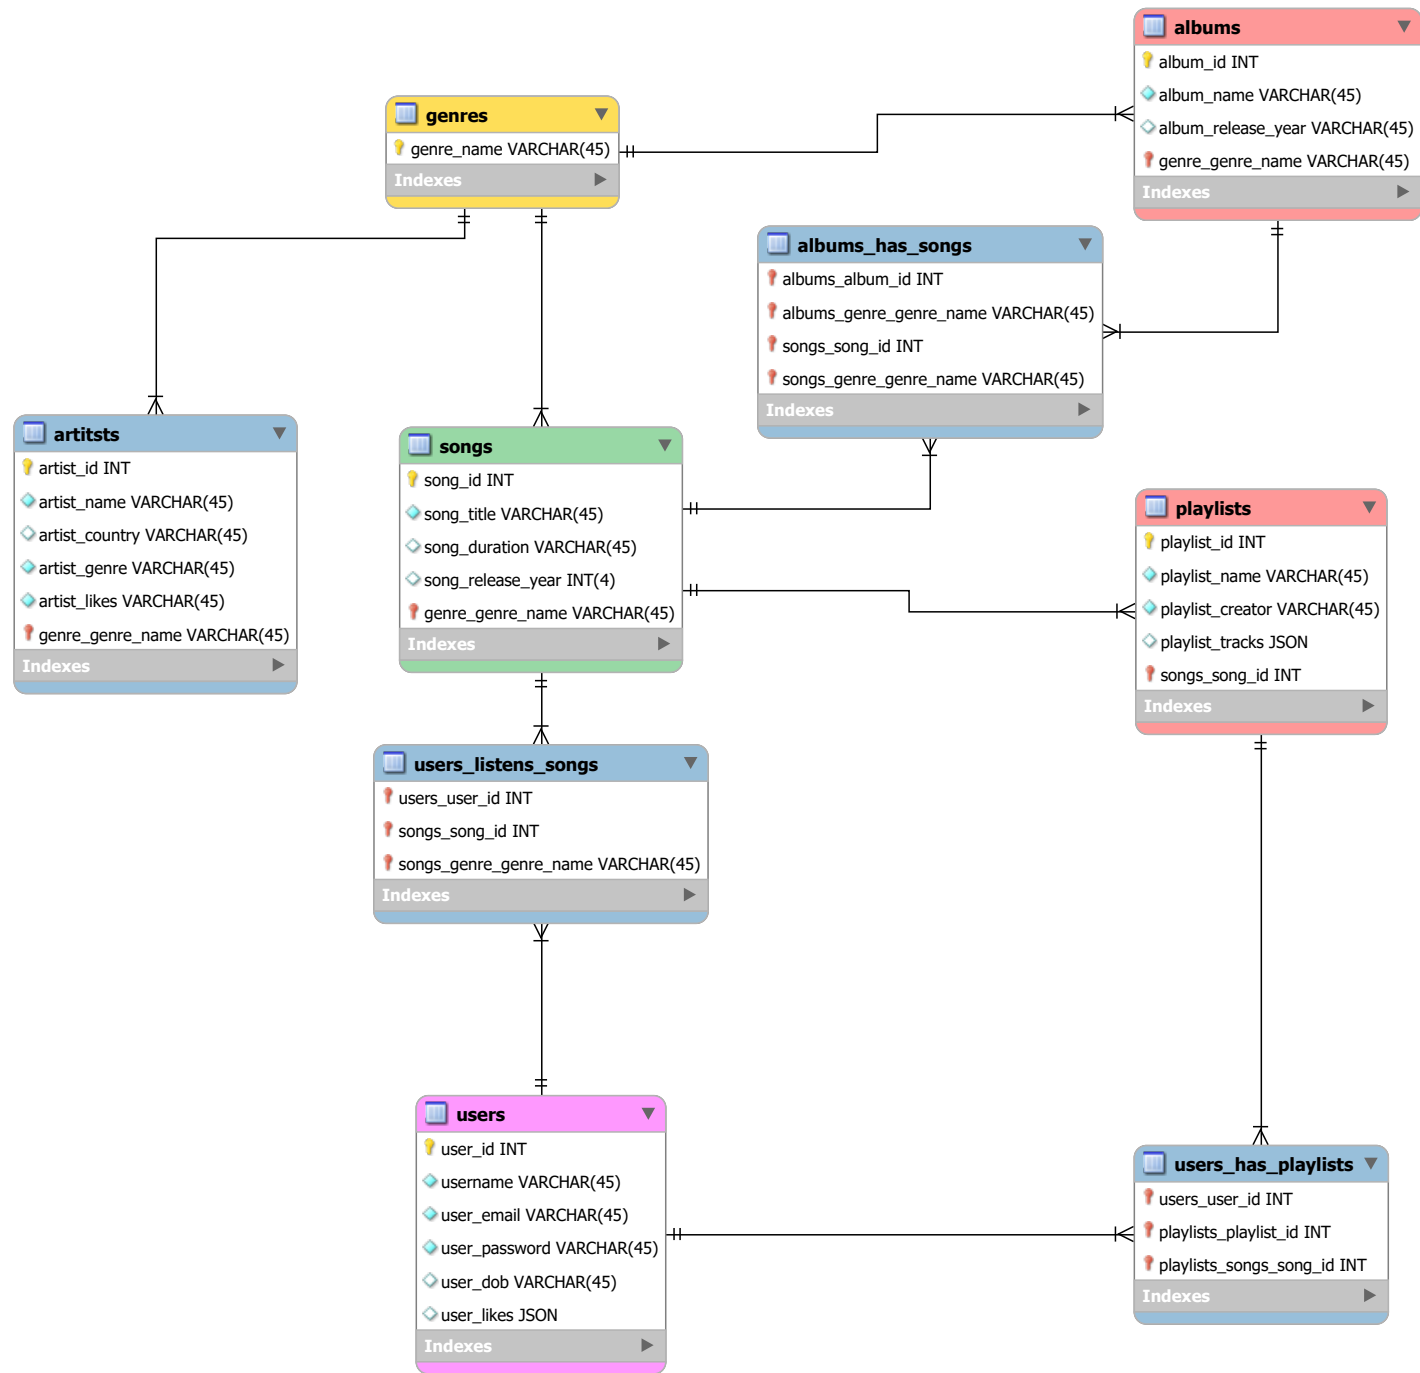 albums
album_id INT
album_name VARCHAR(45)
album_release_year VARCHAR(45)
genre_genre_name VARCHAR(45)
Indexes
genres
genre_name VARCHAR(45)
Indexes
albums_has_songs
albums_album_id INT
albums_genre_genre_name VARCHAR(45)
songs_song_id INT
songs_genre_genre_name VARCHAR(45)
Indexes
artitsts
artist_id INT
artist_name VARCHAR(45)
artist_country VARCHAR(45)
artist_genre VARCHAR(45)
artist_likes VARCHAR(45)
genre_genre_name VARCHAR(45)
Indexes
songs
song_id INT
song_title VARCHAR(45)
song_duration VARCHAR(45)
song_release_year INT(4)
genre_genre_name VARCHAR(45)
Indexes
playlists
playlist_id INT
playlist_name VARCHAR(45)
playlist_creator VARCHAR(45)
playlist_tracks JSON
songs_song_id INT
Indexes
users_listens_songs
users_user_id INT
songs_song_id INT
songs_genre_genre_name VARCHAR(45)
Indexes
users
user_id INT
username VARCHAR(45)
user_email VARCHAR(45)
user_password VARCHAR(45)
user_dob VARCHAR(45)
user_likes JSON
Indexes
users_has_playlists
users_user_id INT
playlists_playlist_id INT
playlists_songs_song_id INT
Indexes